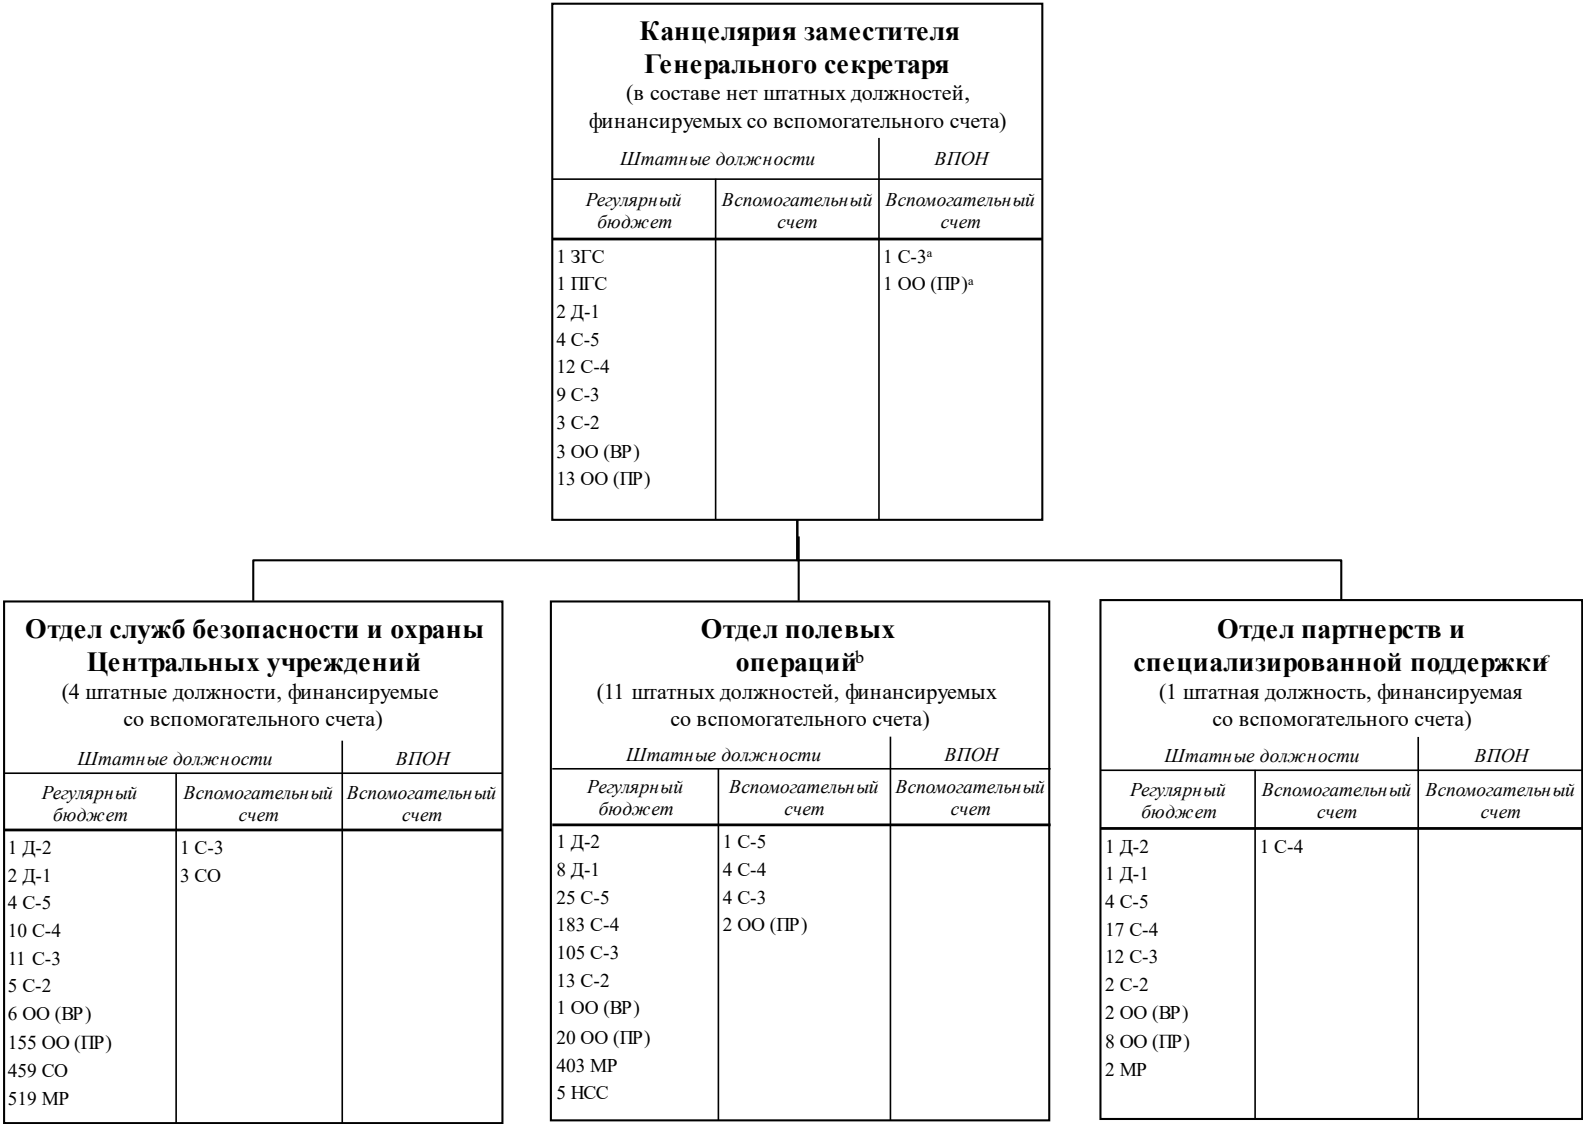 Канцелярия заместителя
Генерального секретаря
(в составе нет штатных должностей,
финансируемых со вспомогательного счета)
Штатные должности ВПОН
Регулярный бюджет
Вспомогательный счет
Вспомогательный счет
1 ЗГС
1 ПГС
2 Д-1
4 С-5
12 С-4
9 С-3
3 С-2
3 ОО (ВР)
13 ОО (ПР)
1 С-3ᵃ
1 ОО (ПР)ᵃ
Отдел служб безопасности и охраны
Центральных учреждений
(4 штатные должности, финансируемые
со вспомогательного счета)
Штатные должности ВПОН
Регулярный бюджет
Вспомогательный счет
Вспомогательный счет
1 Д-2
2 Д-1
4 С-5
10 С-4
11 С-3
5 С-2
6 ОО (ВР)
155 ОО (ПР)
459 СО
519 МР
1 С-3
3 СО
Отдел полевых
операцийᵇ
(11 штатных должностей, финансируемых
со вспомогательного счета)
Штатные должности ВПОН
Регулярный бюджет
Вспомогательный счет
Вспомогательный счет
1 Д-2
8 Д-1
25 С-5
183 С-4
105 С-3
13 С-2
1 ОО (ВР)
20 ОО (ПР)
403 МР
5 НСС
1 С-5
4 С-4
4 С-3
2 ОО (ПР)
Отдел партнерств и
специализированной поддержки
(1 штатная должность, финансируемая
со вспомогательного счета)
Штатные должности ВПОН
Регулярный бюджет
Вспомогательный счет
Вспомогательный счет
1 Д-2
1 Д-1
4 С-5
17 С-4
12 С-3
2 С-2
2 ОО (ВР)
8 ОО (ПР)
2 МР
1 С-4